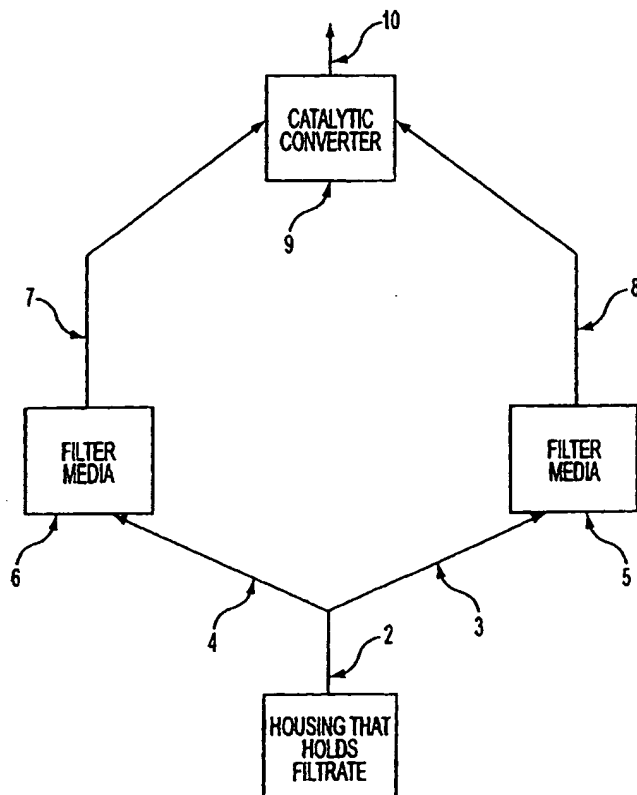 10
CATALYTIC
CONVERTER
9
7
8
FILTER
MEDIA
FILTER
MEDIA
6
5
4
3
2
HOUSING THAT
HOLDS
FILTRATE